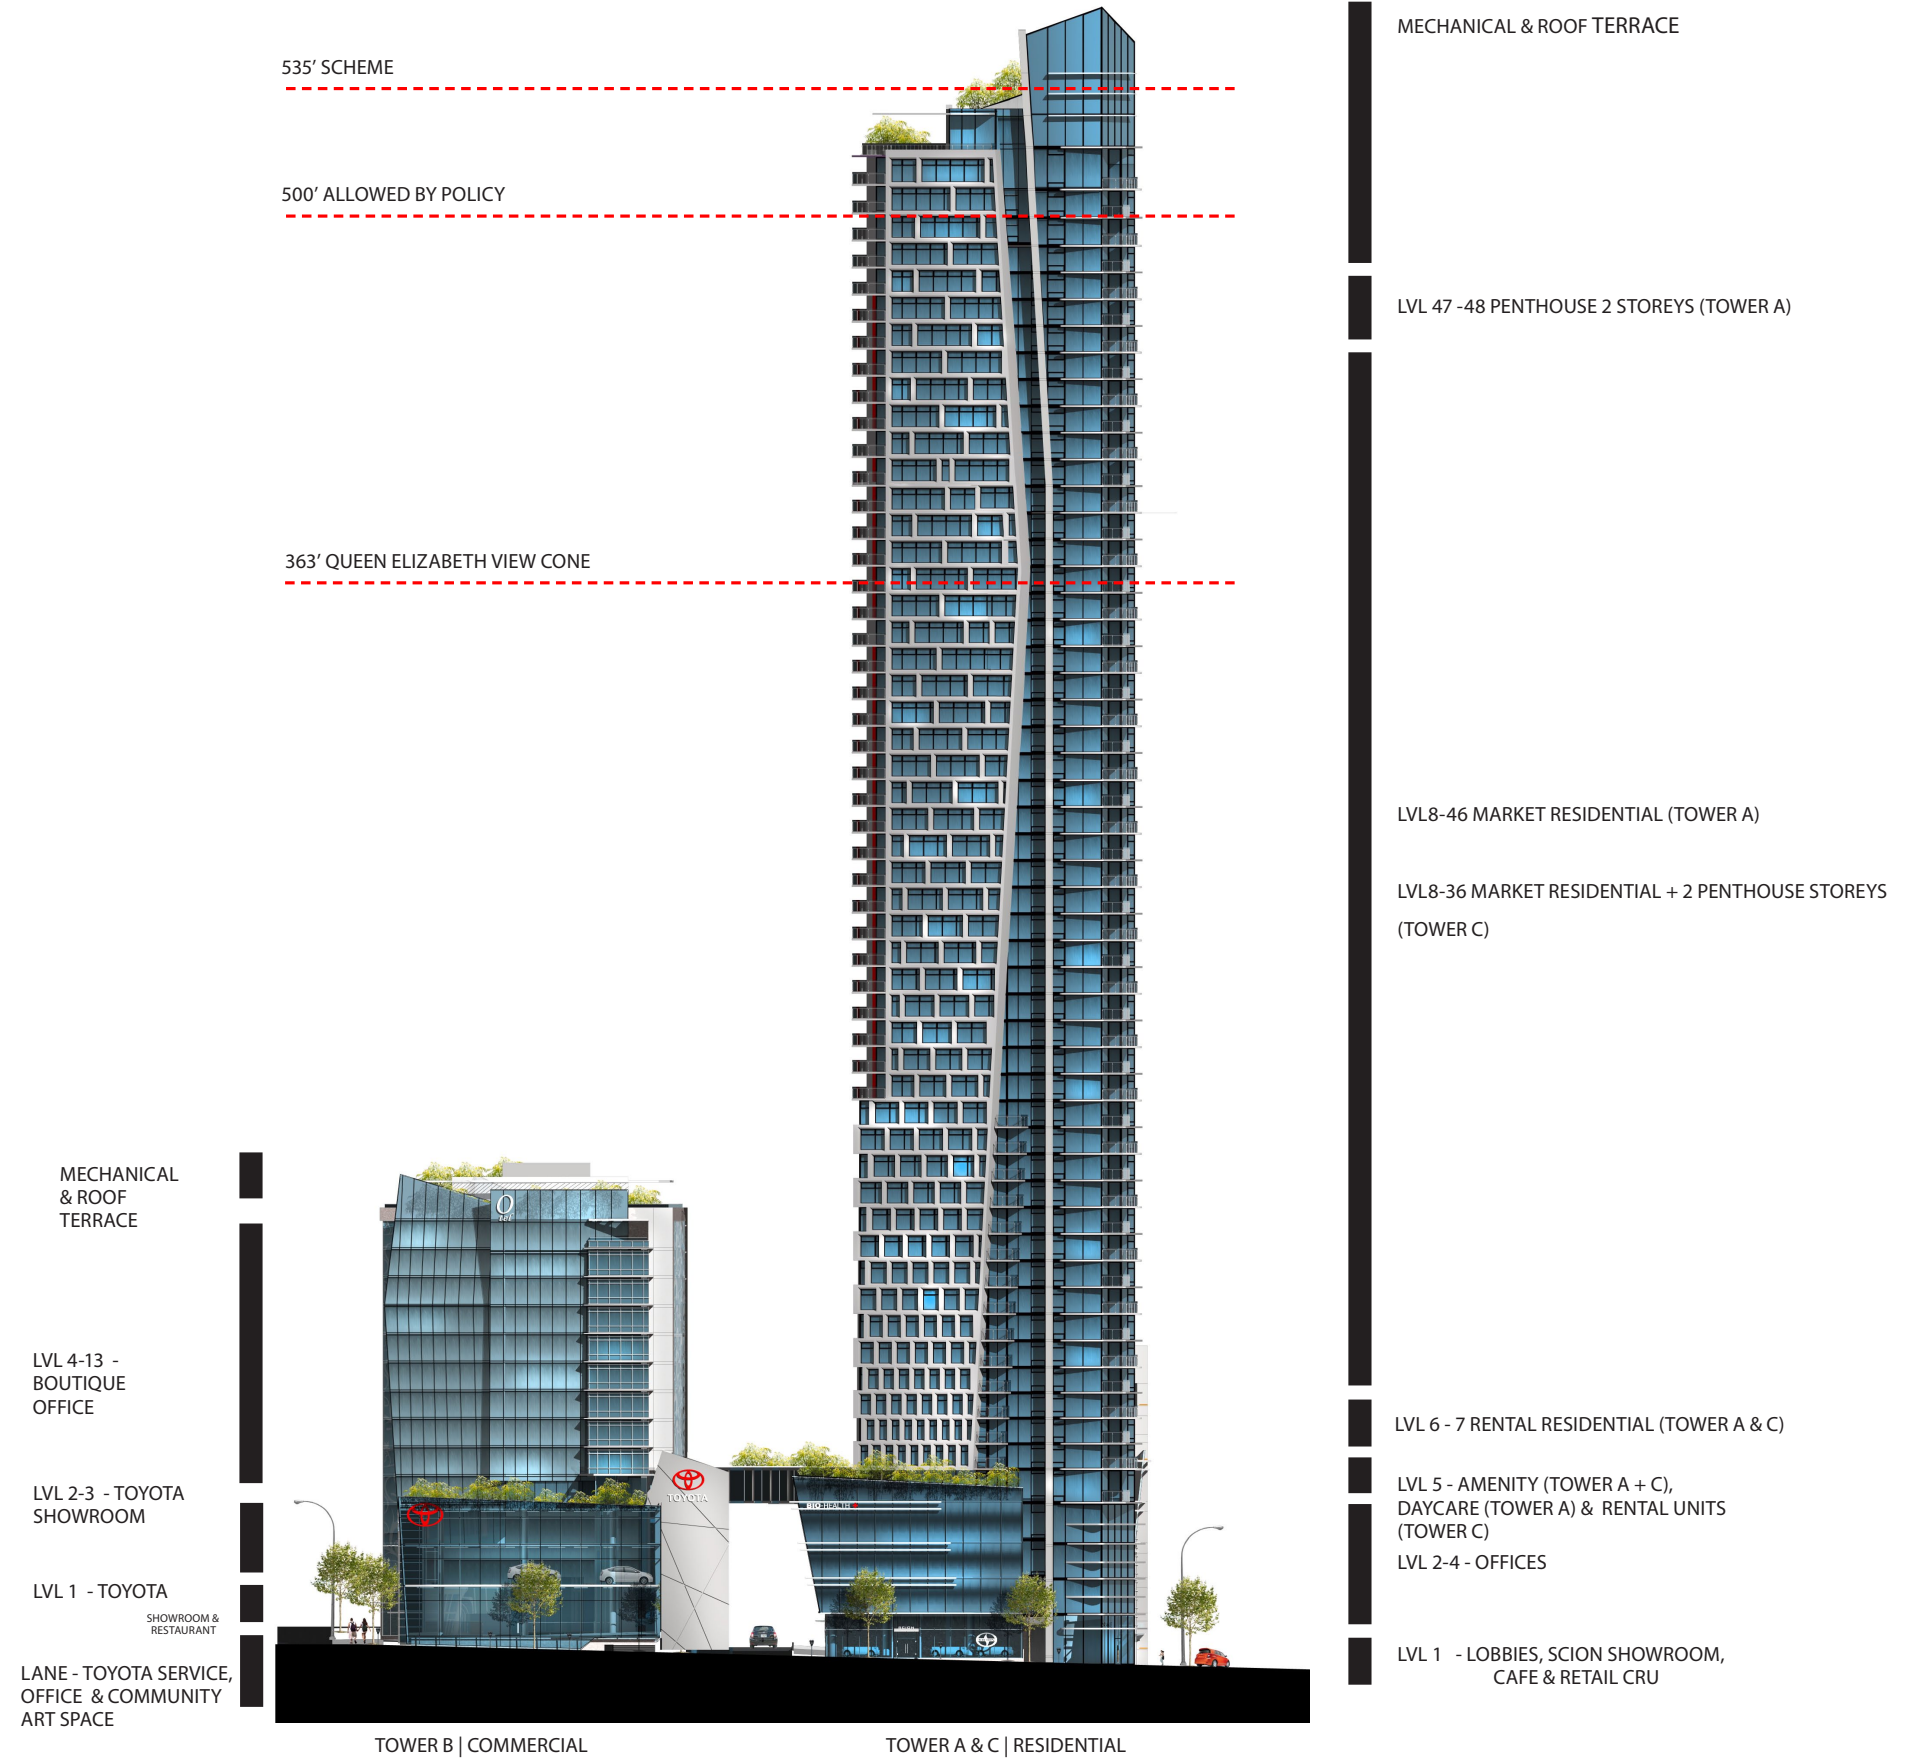 MECHANICAL & ROOF TERRACE
535’ SCHEME
500’ ALLOWED BY POLICY
LVL 47 -48 PENTHOUSE 2 STOREYS (TOWER A)
363’ QUEEN ELIZABETH VIEW CONE
LVL8-46 MARKET RESIDENTIAL (TOWER A)
LVL8-36 MARKET RESIDENTIAL + 2 PENTHOUSE STOREYS
(TOWER C)
MECHANICAL
& ROOF
TERRACE
LVL 4-13 -
BOUTIQUE
OFFICE
LVL 6 - 7 RENTAL RESIDENTIAL (TOWER A & C)
LVL 2-3 - TOYOTA
SHOWROOM
TOYOTA
BIO HEALTH
LVL 5 - AMENITY (TOWER A + C),
DAYCARE (TOWER A) & RENTAL UNITS
(TOWER C)
LVL 2-4 - OFFICES
LVL 1 - TOYOTA
SHOWROOM &
RESTAURANT
LVL 1 - LOBBIES, SCION SHOWROOM,
CAFE & RETAIL CRU
LANE - TOYOTA SERVICE,
OFFICE & COMMUNITY
ART SPACE
TOWER B | COMMERCIAL
TOWER A & C | RESIDENTIAL